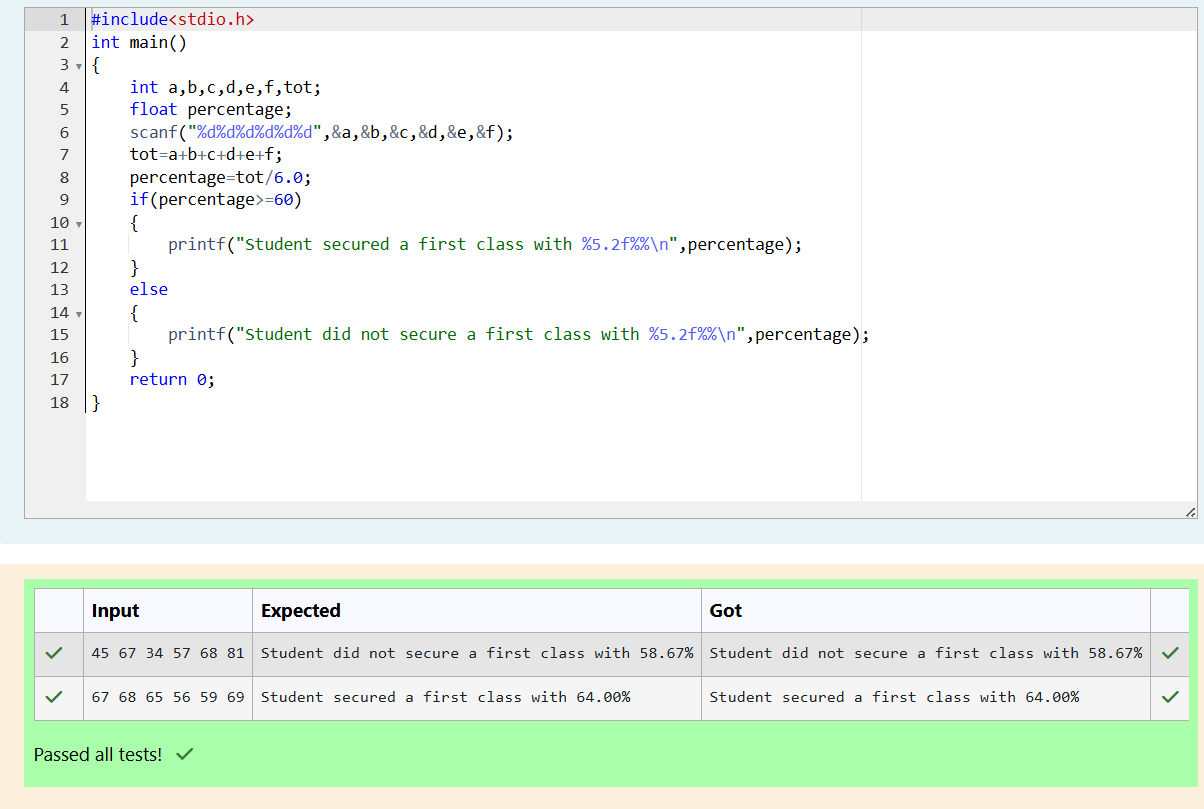 1 #include<stdio.h>
2 int main()
3 {
4     int a,b,c,d,e,f,tot;
5     float percentage;
6     scanf("%d%d%d%d%d%d",&a,&b,&c,&d,&e,&f);
7     tot=a+b+c+d+e+f;
8     percentage=tot/6.0;
9     if(percentage>=60)
10     {
11         printf("Student secured a first class with %5.2f%%\n",percentage);
12     }
13     else
14     {
15         printf("Student did not secure a first class with %5.2f%%\n",percentage);
16     }
17     return 0;
18 }
Input Expected Got
45 67 34 57 68 81 Student did not secure a first class with 58.67% Student did not secure a first class with 58.67%
67 68 65 56 59 69 Student secured a first class with 64.00% Student secured a first class with 64.00%
Passed all tests!